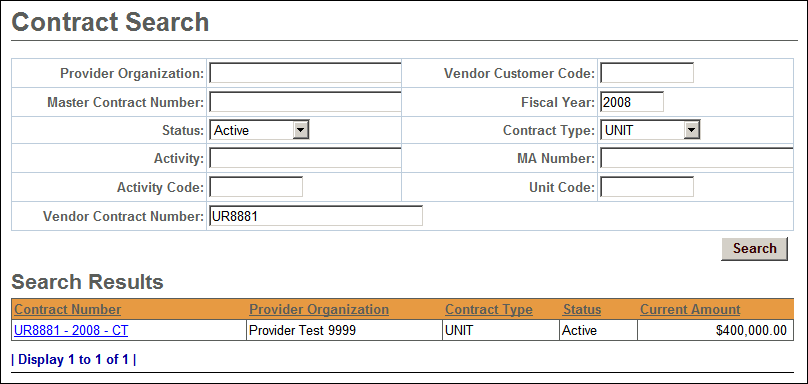 Contract Search
Provider Organization: Vendor Customer Code:
Master Contract Number: Fiscal Year: 2008
Status: Active Contract Type: UNIT
Activity: MA Number:
Activity Code: Unit Code:
Vendor Contract Number: UR8881
Search
Search Results
Contract Number Provider Organization Contract Type Status Current Amount
UR8881 - 2008 - CT Provider Test 9999 UNIT Active $400,000.00
| Display 1 to 1 of 1 |